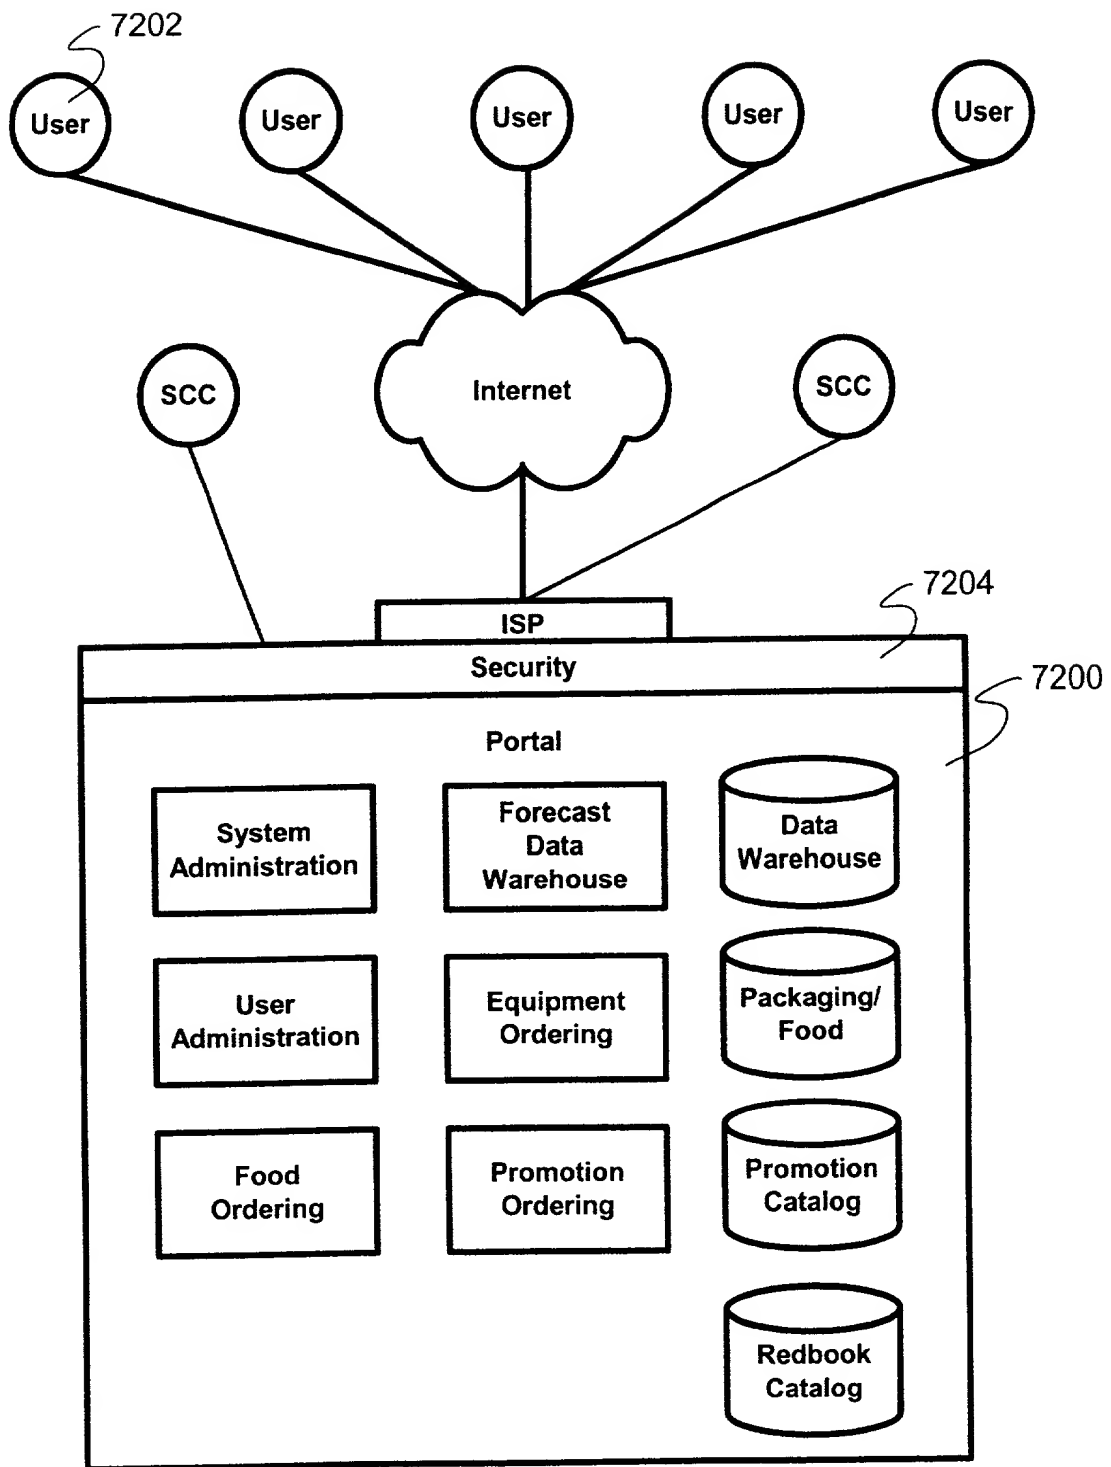 7202
User
User
User
User
User
Internet
SCC
SCC
ISP
7204
Security
7200
Portal
System
Administration
Forecast
Data
Warehouse
Data
Warehouse
User
Administration
Equipment
Ordering
Packaging/
Food
Food
Ordering
Promotion
Ordering
Promotion
Catalog
Redbook
Catalog